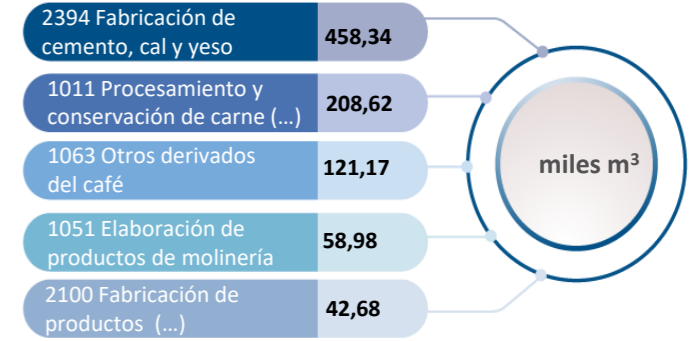 2394 Fabricación de
cemento, cal y yeso
458,34
1011 Procesamiento y
conservación de carne (...)
208,62
1063 Otros derivados
del café
121,17
1051 Elaboración de
productos de molinería
58,98
2100 Fabricación de
productos (...)
42,68
miles m³